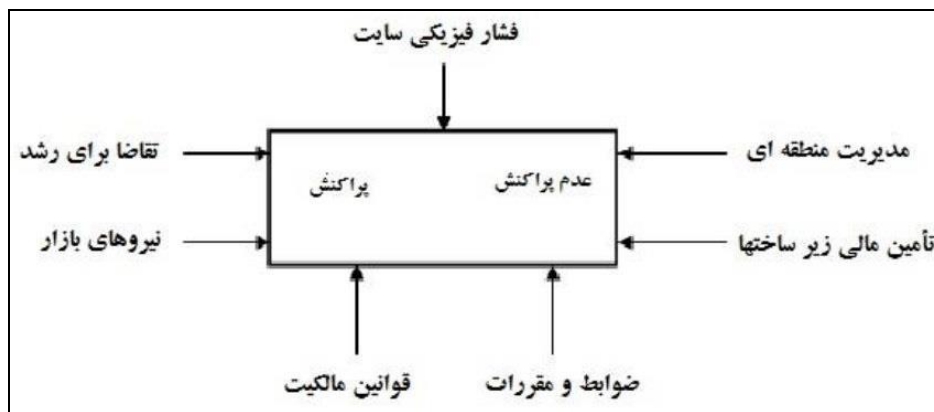 فشار فیزیکی سایت
مدیریت منطقه ای
تقاضا برای رشد
عدم پراکنش
پراکنش
تأمین مالی زیر ساختها
نیروهای بازار
ضوابط و مقررات
قوانین مالکیت